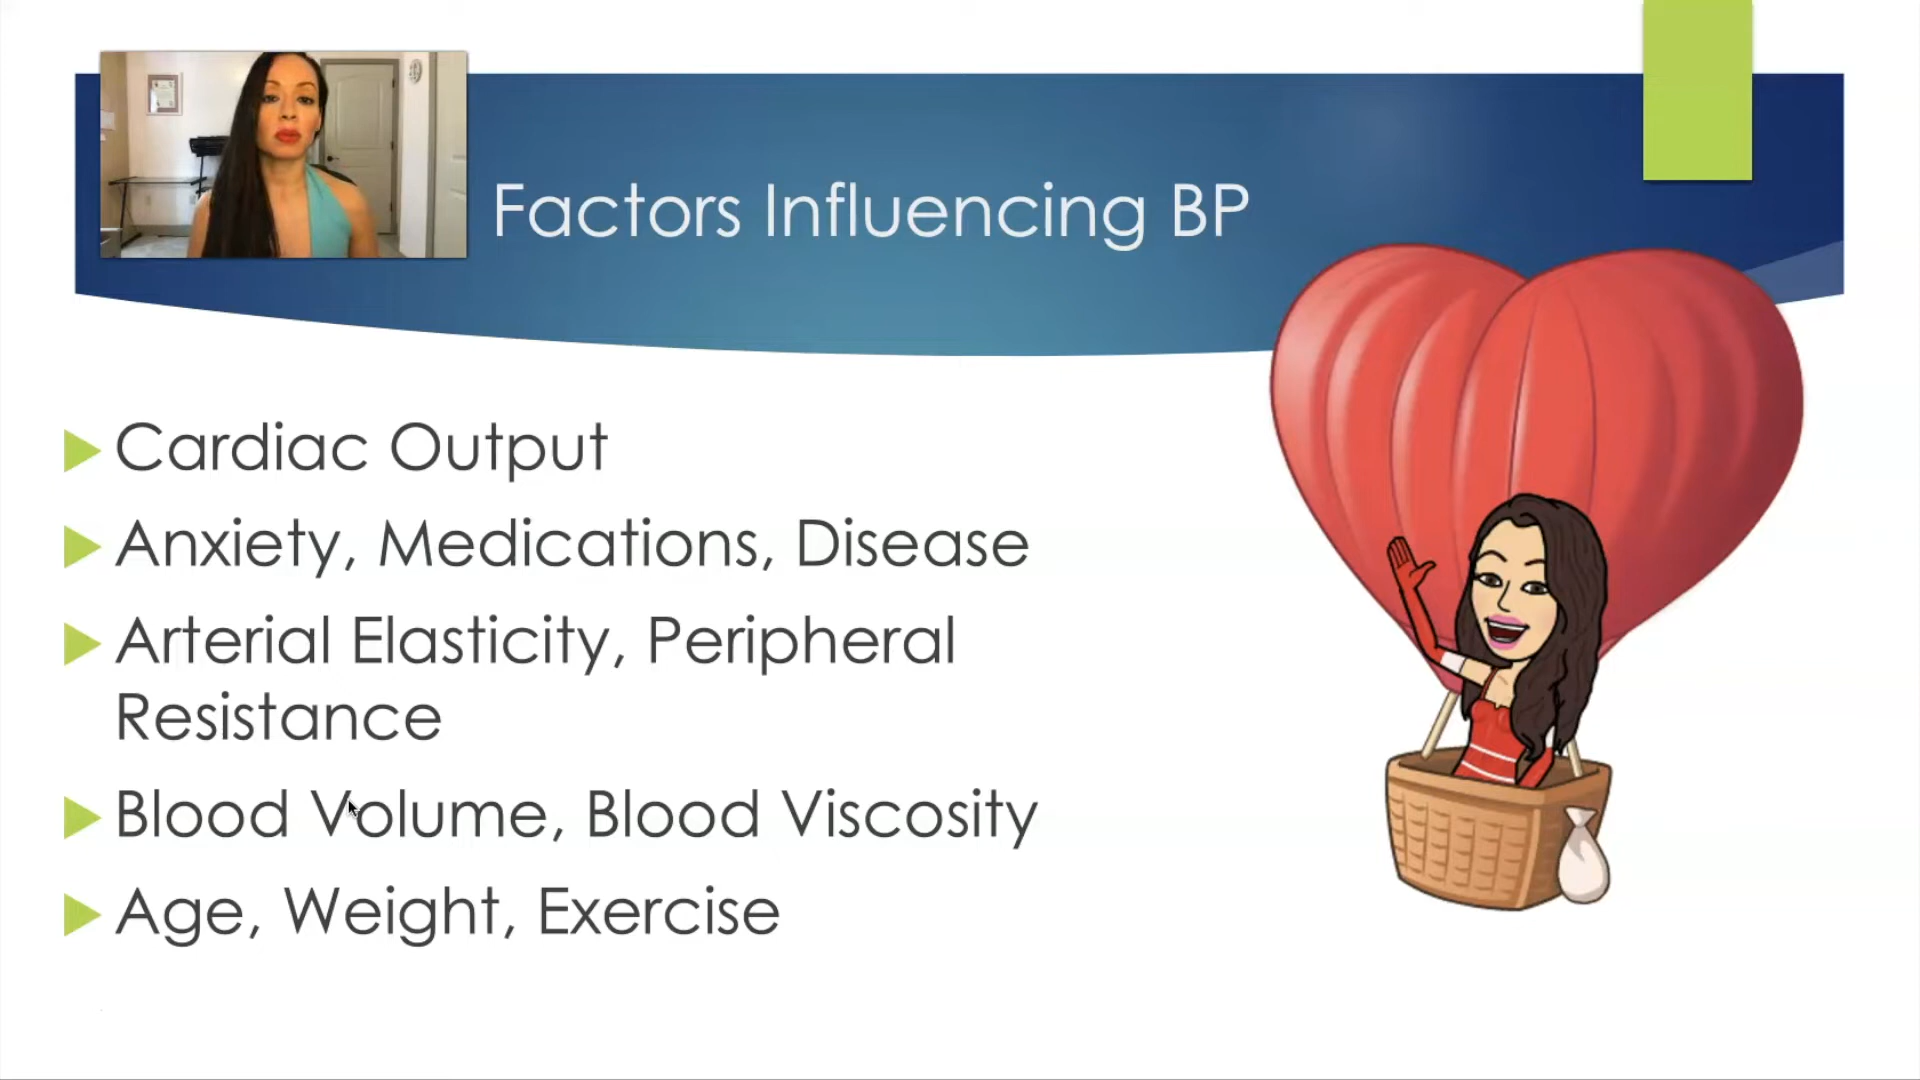 Factors Influencing BP
Cardiac Output
Anxiety, Medications, Disease
Arterial Elasticity, Peripheral
Resistance
Blood Volume, Blood Viscosity
Age, Weight, Exercise